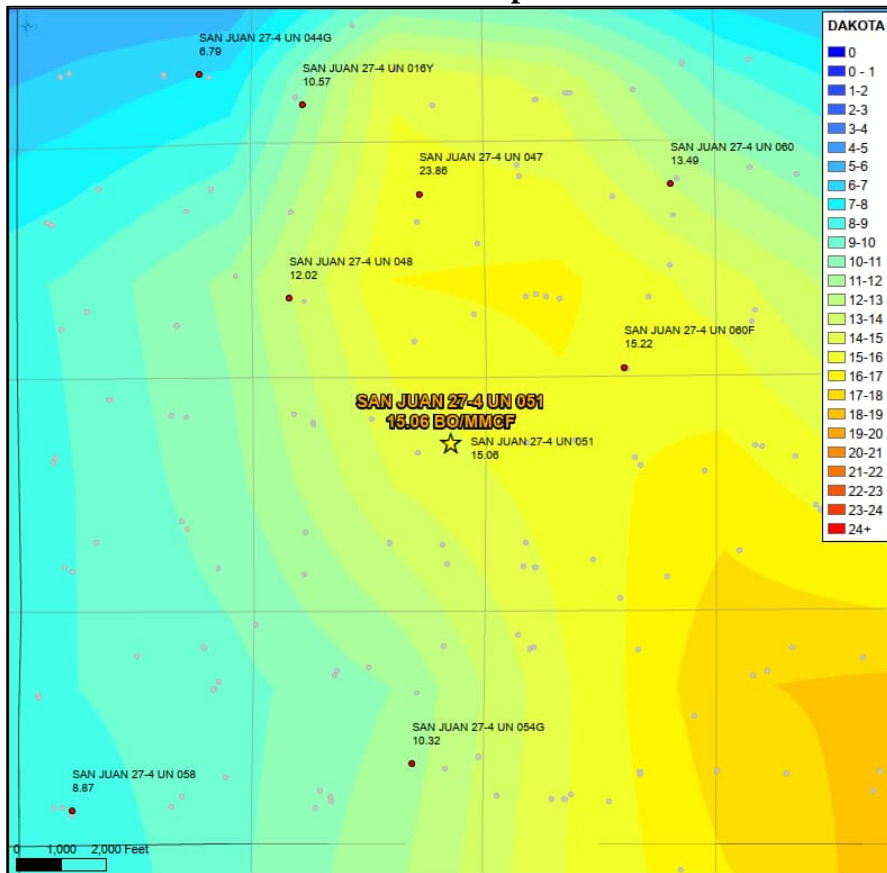 SAN JUAN 27-4 UN 044G
6.79
SAN JUAN 27-4 UN 016Y
10.57
SAN JUAN 27-4 UN 047
23.86
SAN JUAN 27-4 UN 060
13.49
SAN JUAN 27-4 UN 048
12.02
SAN JUAN 27-4 UN 060F
15.22
SAN JUAN 27-4 UN 051
15.06 BO/MMCF
SAN JUAN 27-4 UN 051
15.06
SAN JUAN 27-4 UN 054G
10.32
SAN JUAN 27-4 UN 058
8.87
0 1,000 2,000 Feet
DAKOTA
0
0 - 1
1-2
2-3
3-4
4-5
5-6
6-7
7-8
8-9
9-10
10-11
11-12
12-13
13-14
14-15
15-16
16-17
17-18
18-19
19-20
20-21
21-22
22-23
23-24
24+